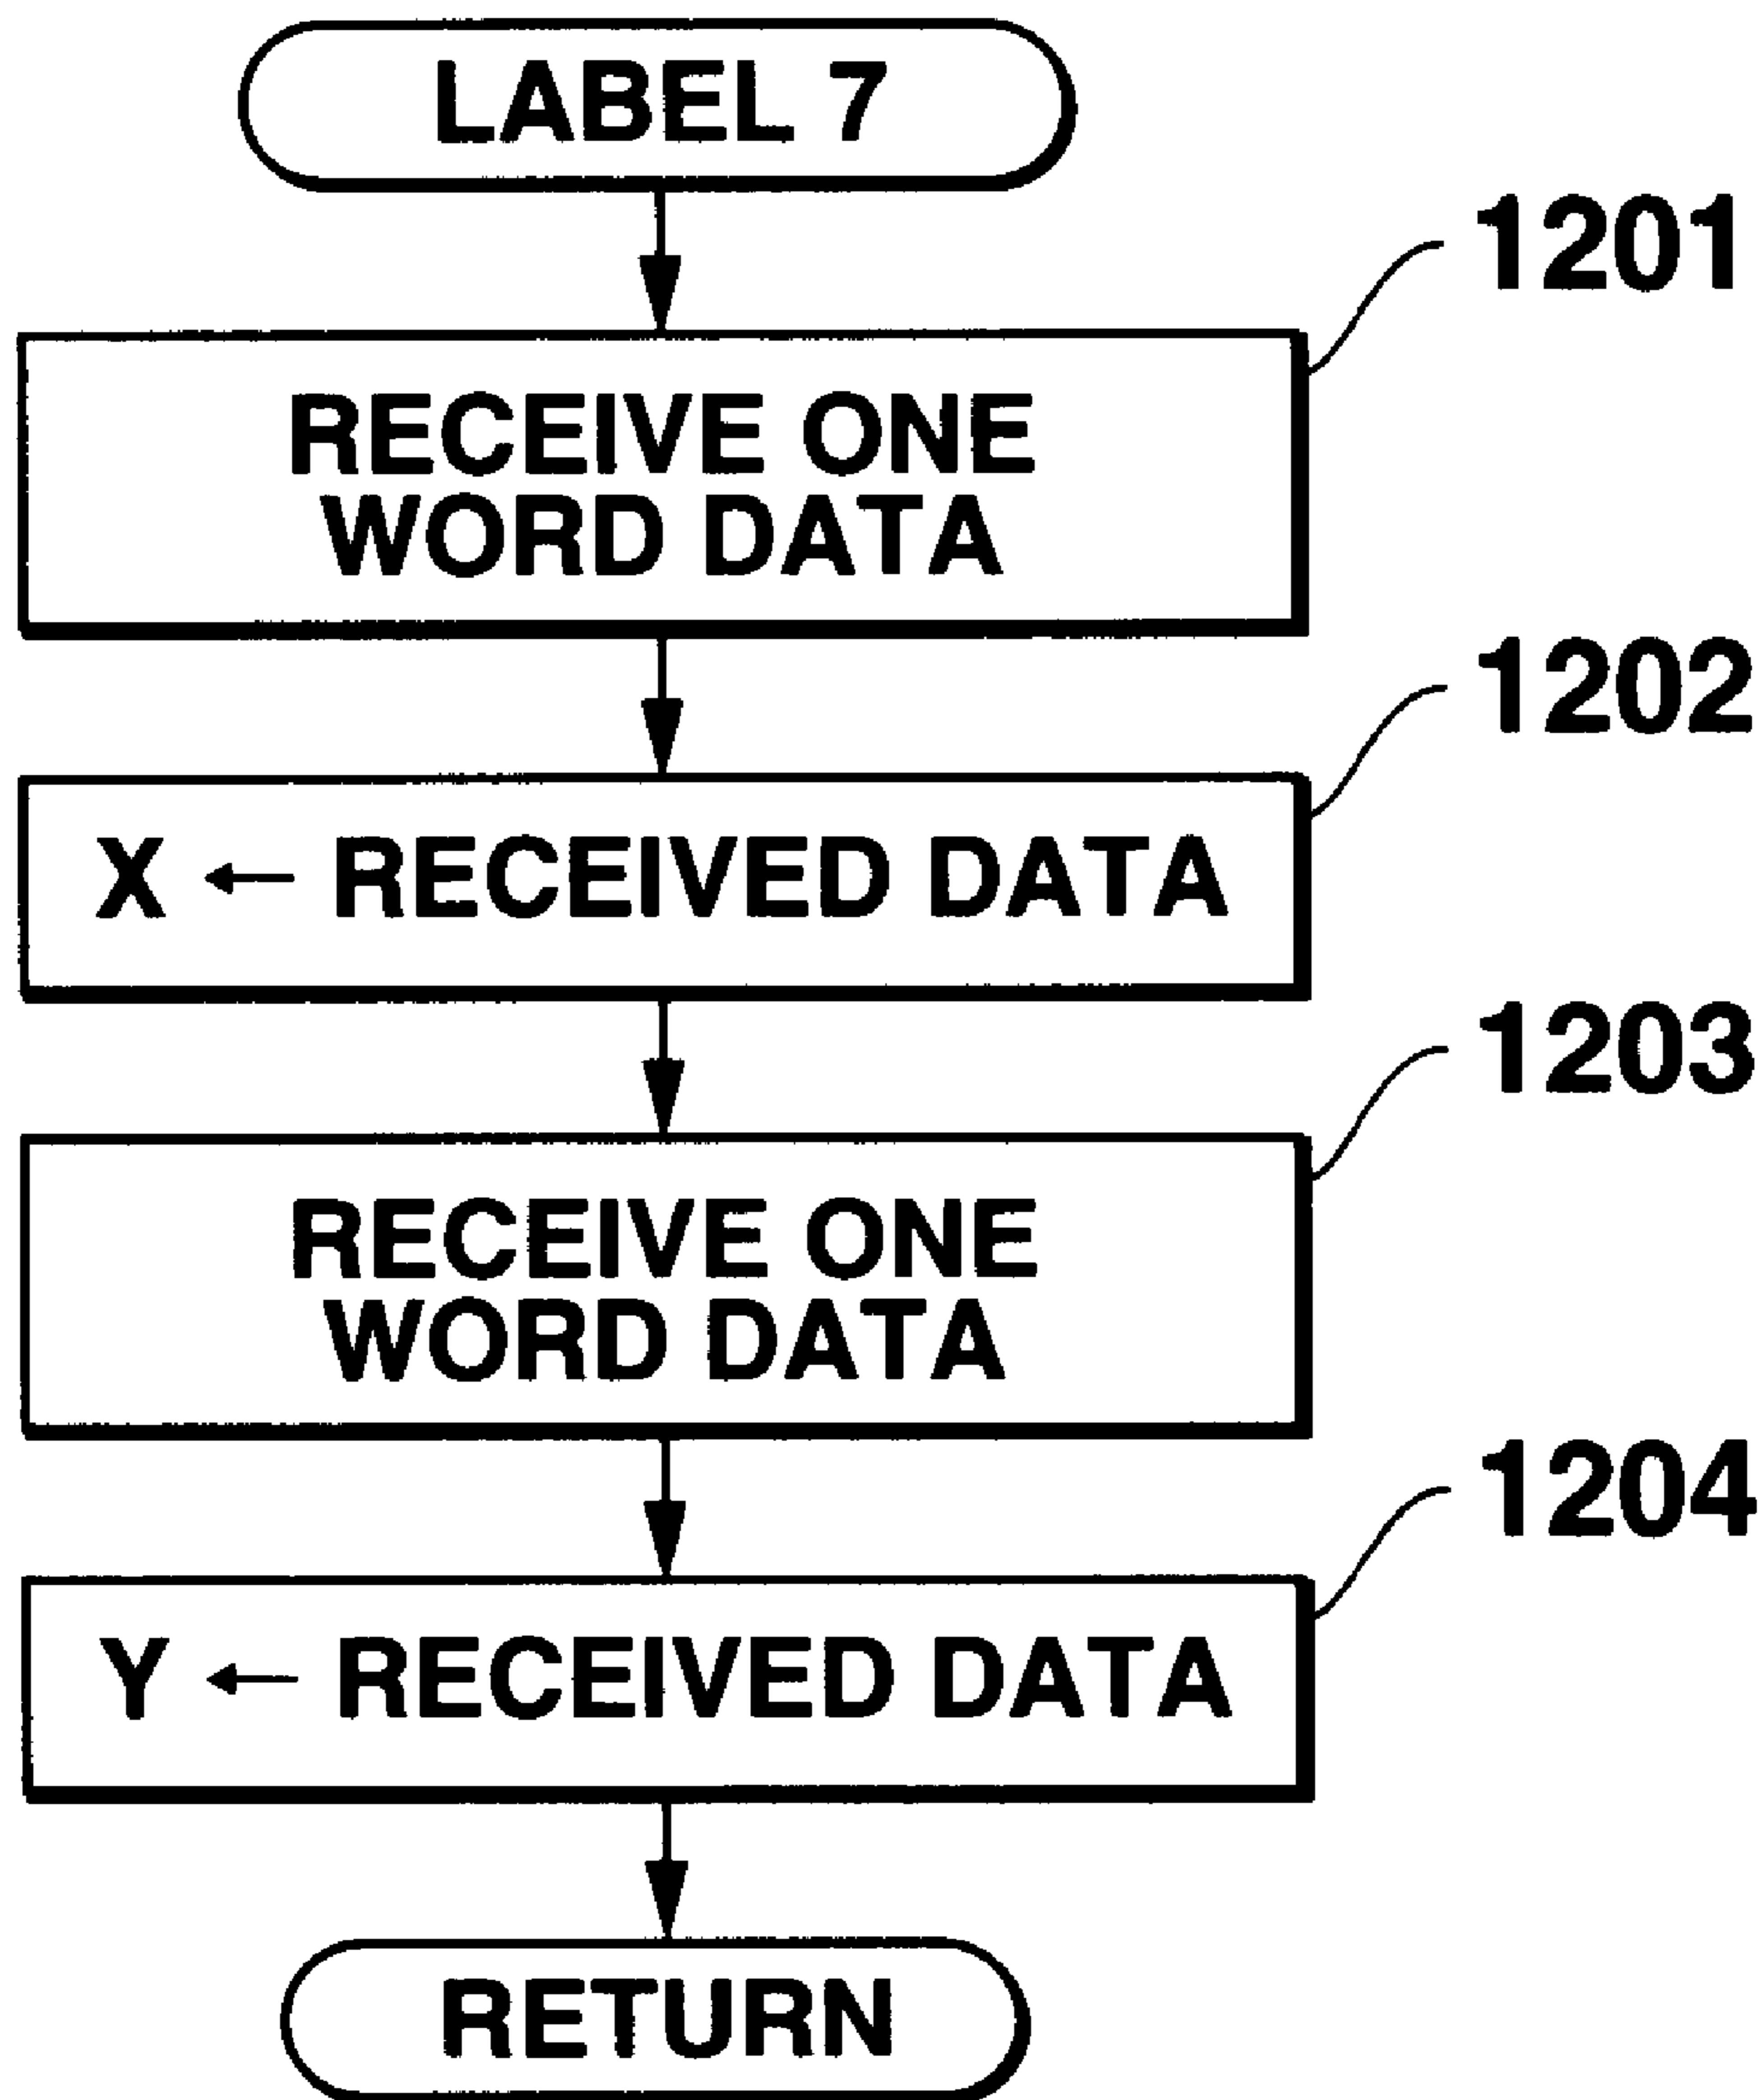 LABEL 7
1201
RECEIVE ONE
WORD DATA
1202
X ← RECEIVED DATA
1203
RECEIVE ONE
WORD DATA
1204
Y ← RECEIVED DATA
RETURN